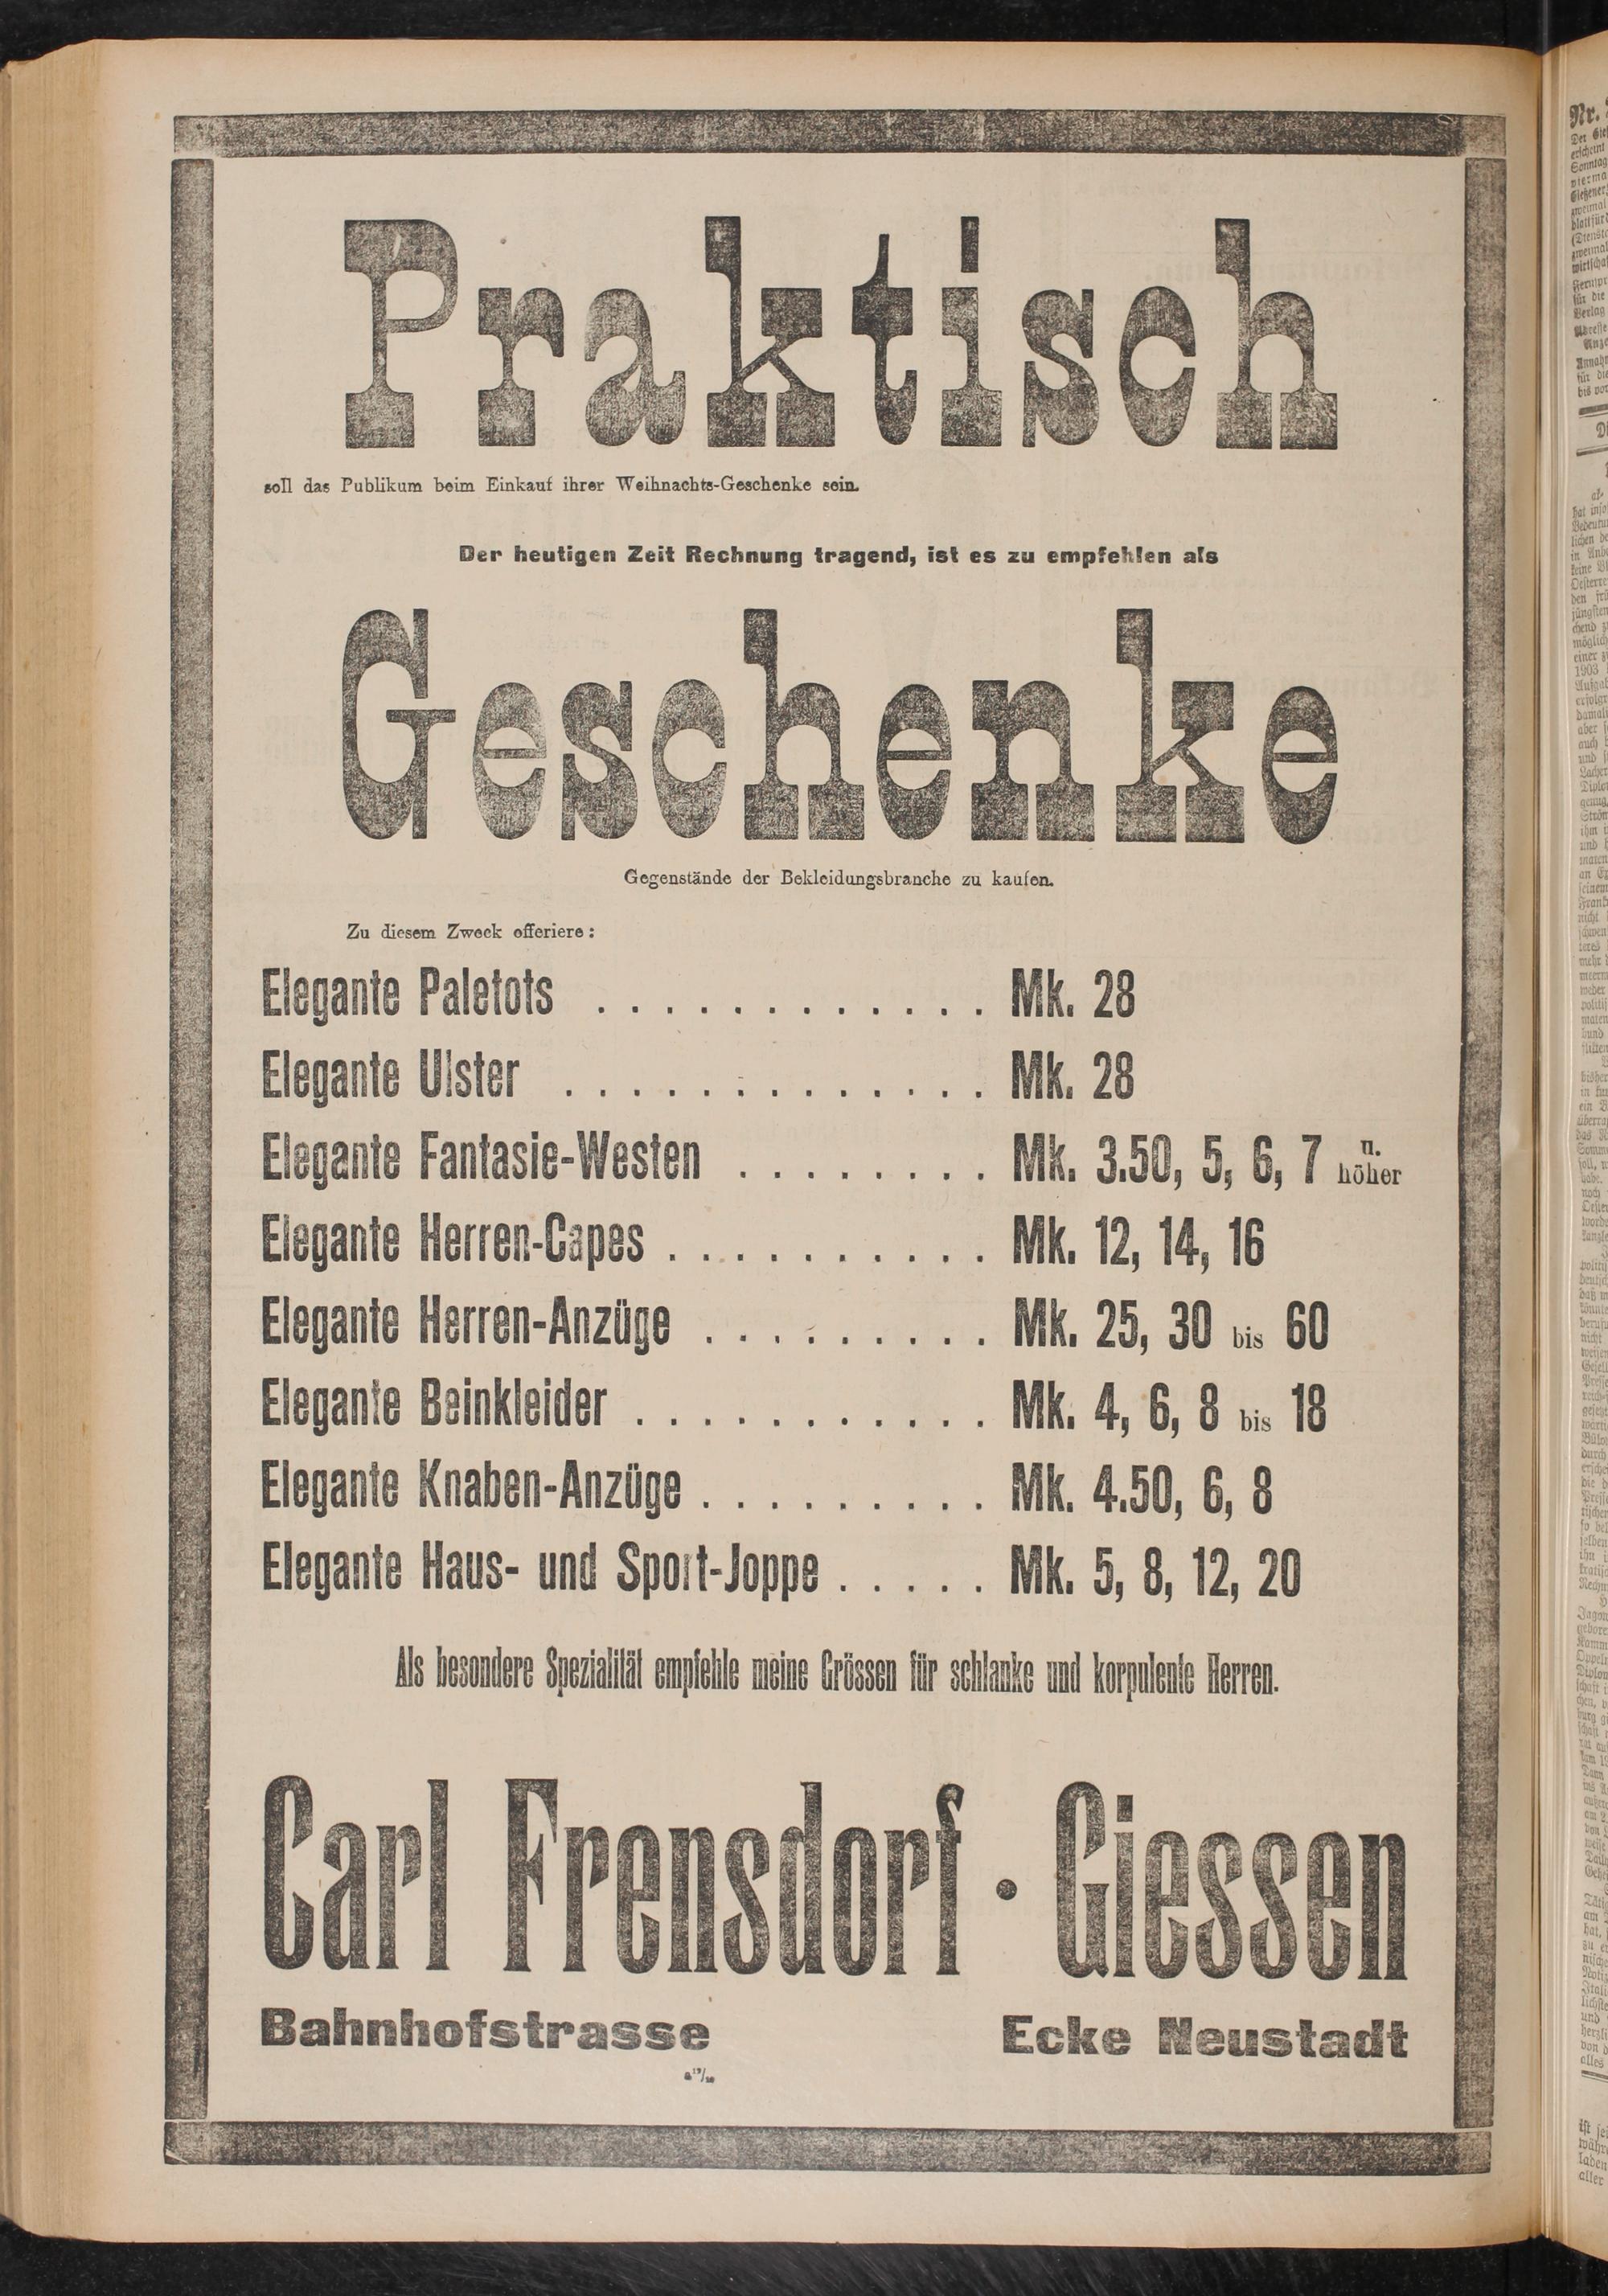 Praktisch
soll das Publikum beim Einkauf ihrer Weihnachts-Geschenke sein.
Der heutigen Zeit Rechnung tragend, ist es zu empfehlen als
Geschenke
Gegenstände der Bekleidungsbranche zu kaufen.
Zu diesem Zweck offeriere:
Elegante Paletots . . . . . . . . . . . . Mk. 28
Elegante Ulster . . . . . . . . . . . . . Mk. 28
Elegante Fantasie-Westen . . . . . . . . Mk. 3.50, 5, 6, 7 u. höher
Elegante Herren-Capes . . . . . . . . . . Mk. 12, 14, 16
Elegante Herren-Anzüge . . . . . . . . . Mk. 25, 30 bis 60
Elegante Beinkleider . . . . . . . . . . . Mk. 4, 6, 8 bis 18
Elegante Knaben-Anzüge . . . . . . . . . Mk. 4.50, 6, 8
Elegante Haus- und Sport-Joppe . . . . . Mk. 5, 8, 12, 20
Als besondere Spezialität empfehle meine Grössen für schlanke und korpulente Herren.
Carl Frensdorf · Giessen
Bahnhofstrasse Ecke Neustadt